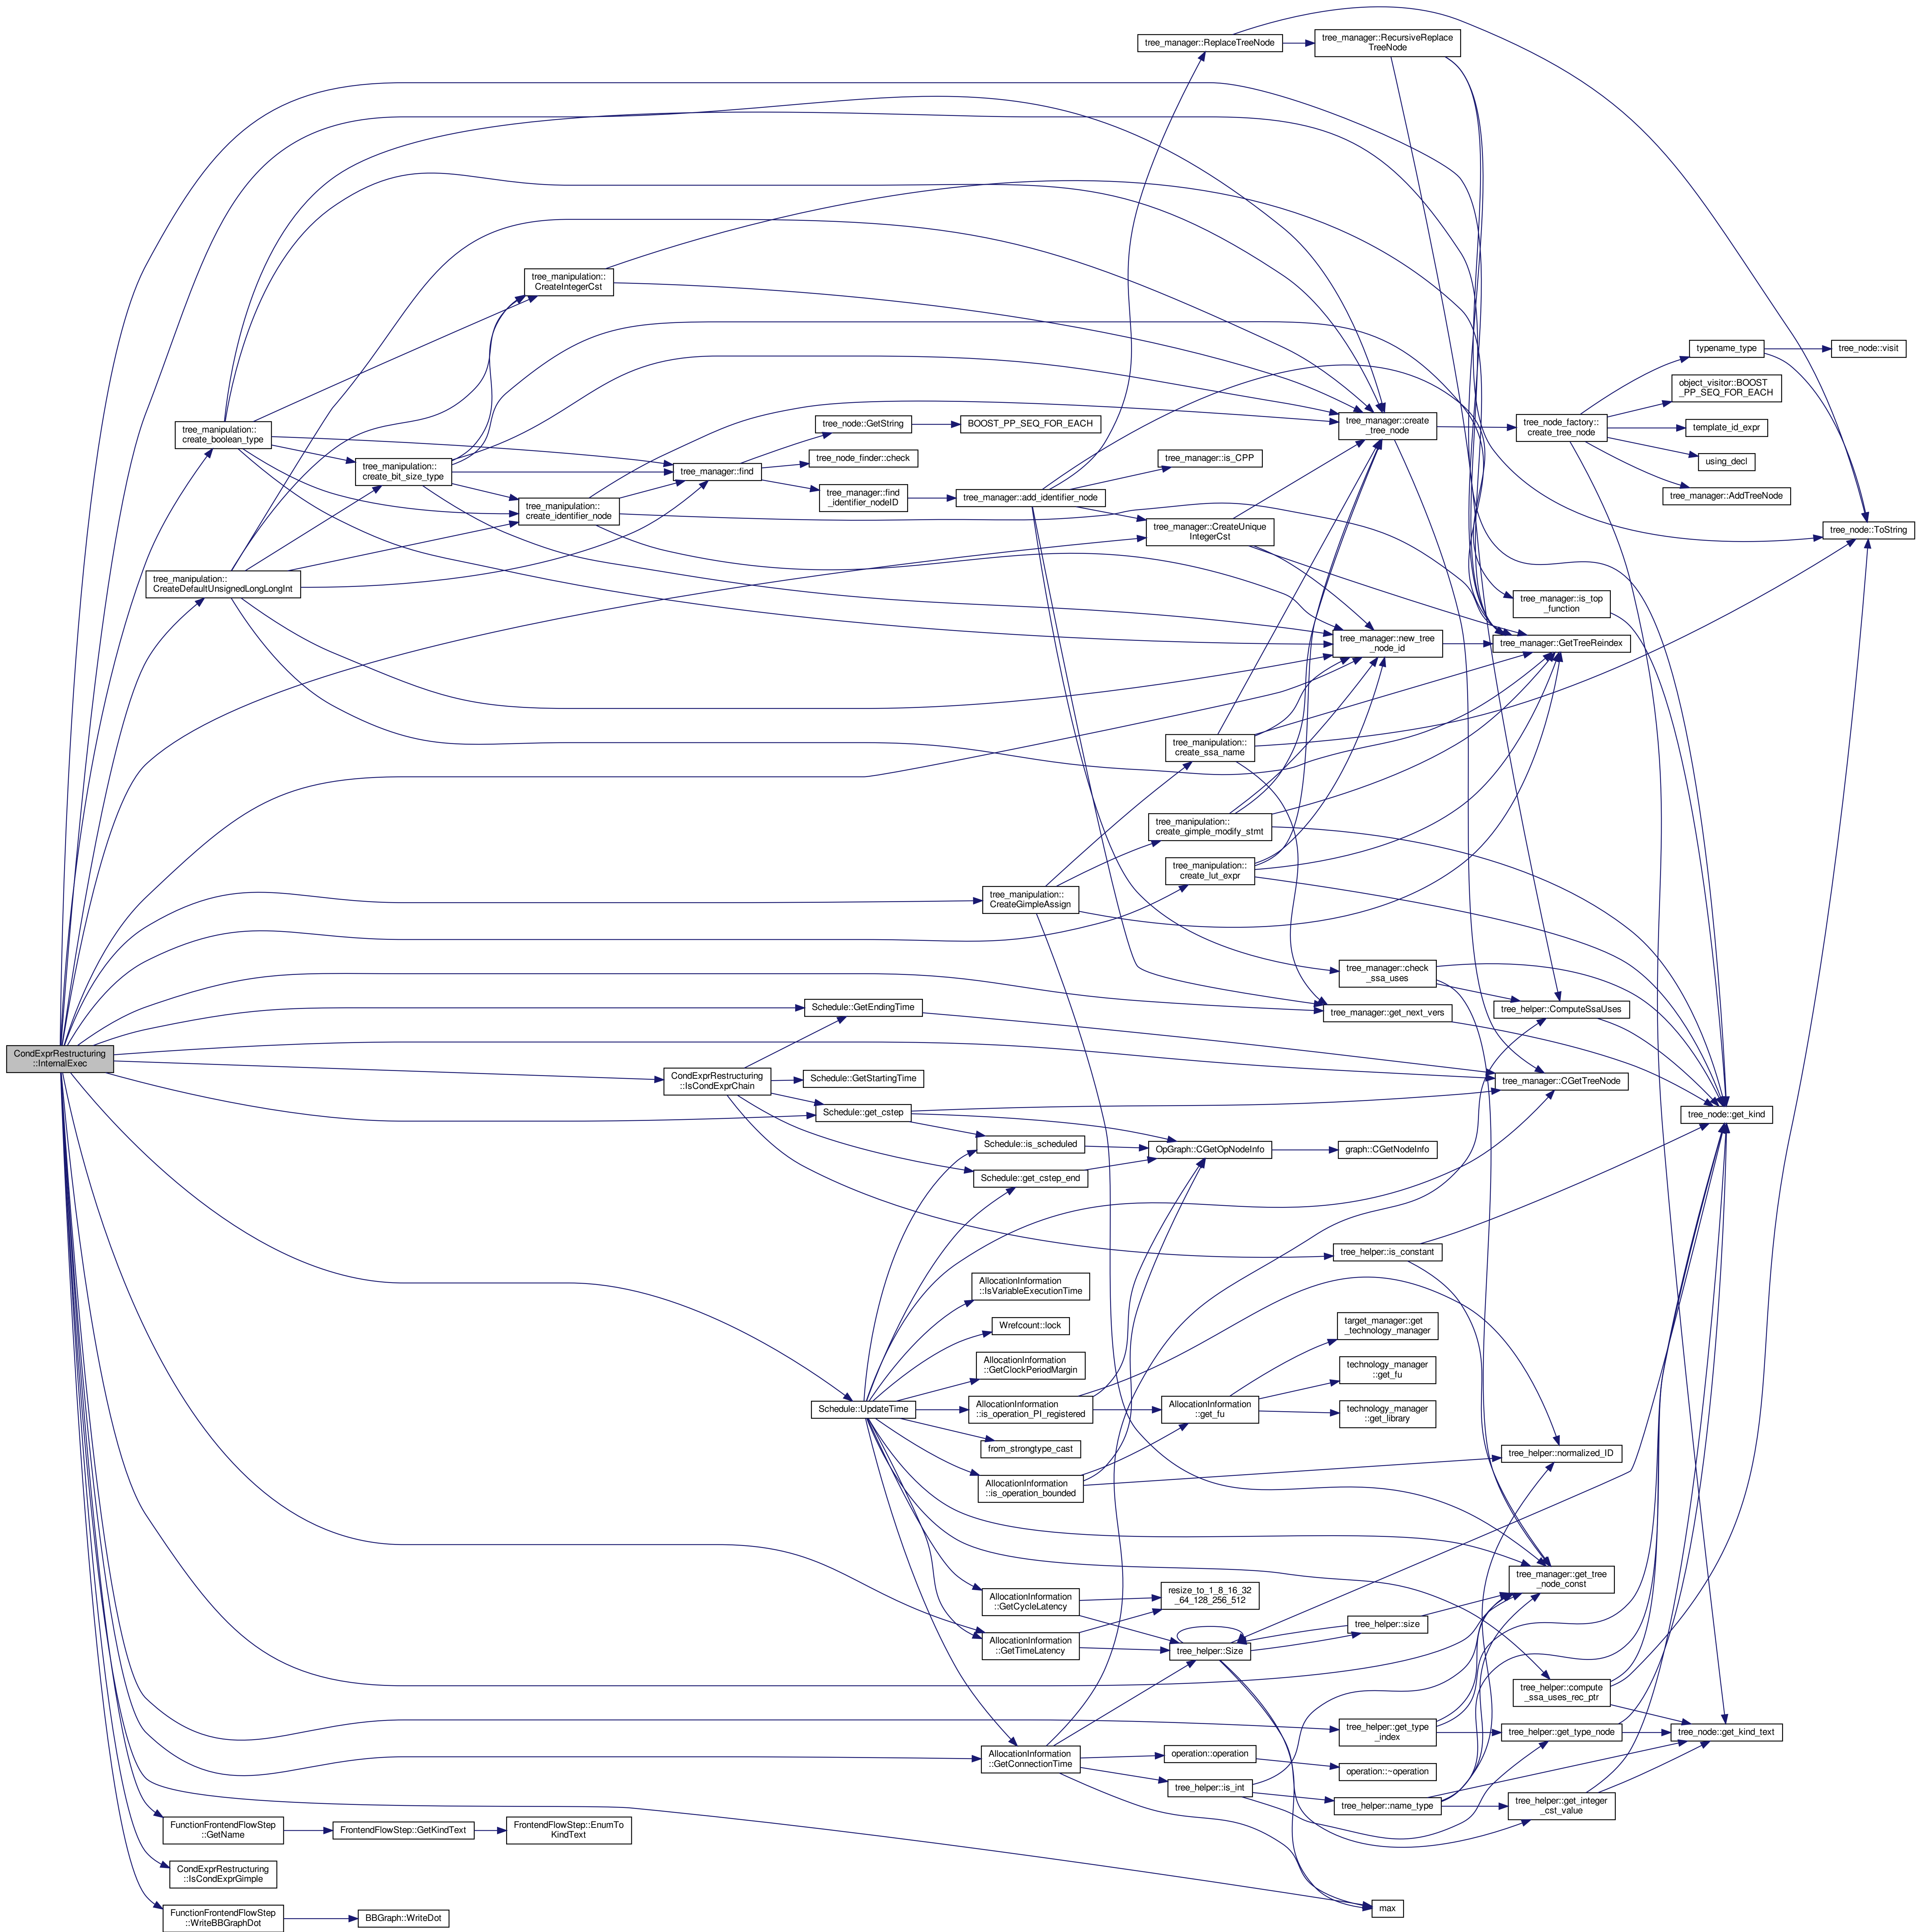 tree_manager::ReplaceTreeNode
tree_manager::RecursiveReplace
TreeNode
tree_manipulation::
CreateIntegerCst
typename_type
tree_node::visit
object_visitor::BOOST
_PP_SEQ_FOR_EACH
tree_manipulation::
create_boolean_type
tree_node::GetString
BOOST_PP_SEQ_FOR_EACH
tree_manager::create
_tree_node
tree_node_factory::
create_tree_node
template_id_expr
tree_manipulation::
create_bit_size_type
tree_manager::find
tree_node_finder::check
tree_manager::is_CPP
using_decl
tree_manager::find
_identifier_nodeID
tree_manager::add_identifier_node
tree_manager::AddTreeNode
tree_manipulation::
create_identifier_node
tree_manager::CreateUnique
IntegerCst
tree_node::ToString
tree_manipulation::
CreateDefaultUnsignedLongLongInt
tree_manager::is_top
_function
tree_manager::new_tree
_node_id
tree_manager::GetTreeReindex
tree_manipulation::
create_ssa_name
tree_manipulation::
create_gimple_modify_stmt
tree_manipulation::
create_lut_expr
tree_manipulation::
CreateGimpleAssign
tree_manager::check
_ssa_uses
Schedule::GetEndingTime
tree_manager::get_next_vers
tree_helper::ComputeSsaUses
CondExprRestructuring
::InternalExec
CondExprRestructuring
::IsCondExprChain
Schedule::GetStartingTime
tree_manager::CGetTreeNode
Schedule::get_cstep
tree_node::get_kind
Schedule::is_scheduled
OpGraph::CGetOpNodeInfo
graph::CGetNodeInfo
Schedule::get_cstep_end
tree_helper::is_constant
AllocationInformation
::IsVariableExecutionTime
Wrefcount::lock
target_manager::get
_technology_manager
AllocationInformation
::GetClockPeriodMargin
technology_manager
::get_fu
Schedule::UpdateTime
AllocationInformation
::is_operation_PI_registered
AllocationInformation
::get_fu
technology_manager
::get_library
from_strongtype_cast
tree_helper::normalized_ID
AllocationInformation
::is_operation_bounded
tree_manager::get_tree
_node_const
AllocationInformation
::GetCycleLatency
resize_to_1_8_16_32
_64_128_256_512
tree_helper::size
AllocationInformation
::GetTimeLatency
tree_helper::Size
tree_helper::compute
_ssa_uses_rec_ptr
tree_helper::get_type
_index
tree_helper::get_type_node
tree_node::get_kind_text
AllocationInformation
::GetConnectionTime
operation::operation
operation::~operation
tree_helper::is_int
tree_helper::name_type
tree_helper::get_integer
_cst_value
FunctionFrontendFlowStep
::GetName
FrontendFlowStep::GetKindText
FrontendFlowStep::EnumTo
KindText
CondExprRestructuring
::IsCondExprGimple
max
FunctionFrontendFlowStep
::WriteBBGraphDot
BBGraph::WriteDot